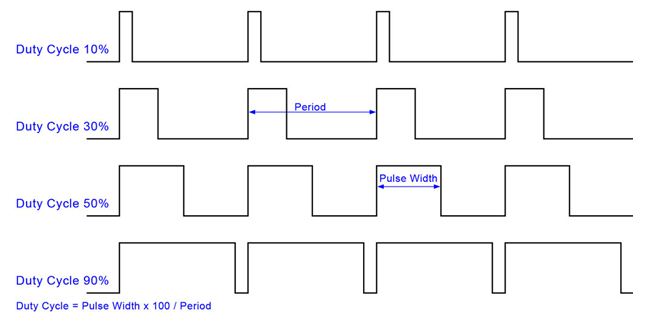 Duty Cycle 10%
Duty Cycle 30%
Period
Duty Cycle 50%
Pulse Width
Duty Cycle 90%
Duty Cycle = Pulse Width x 100 / Period